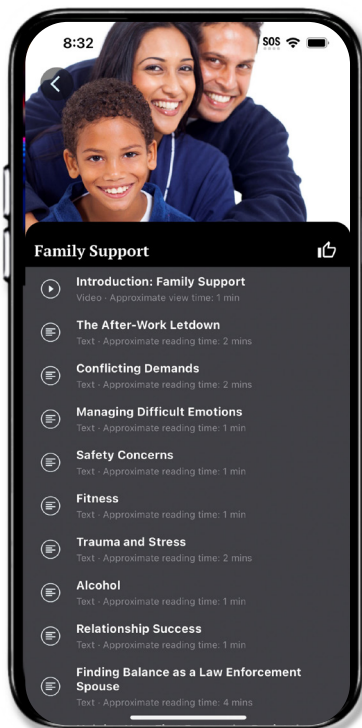 8:32
SOS
Family Support
Introduction: Family Support
Video - Approximate view time: 1 min
The After-Work Letdown
Text - Approximate reading time: 2 mins
Conflicting Demands
Text - Approximate reading time: 2 mins
Managing Difficult Emotions
Text - Approximate reading time: 1 min
Safety Concerns
Text - Approximate reading time: 1 min
Fitness
Text - Approximate reading time: 1 min
Trauma and Stress
Text - Approximate reading time: 2 mins
Alcohol
Text - Approximate reading time: 1 min
Relationship Success
Text - Approximate reading time: 1 min
Finding Balance as a Law Enforcement
Spouse
Text - Approximate reading time: 4 mins